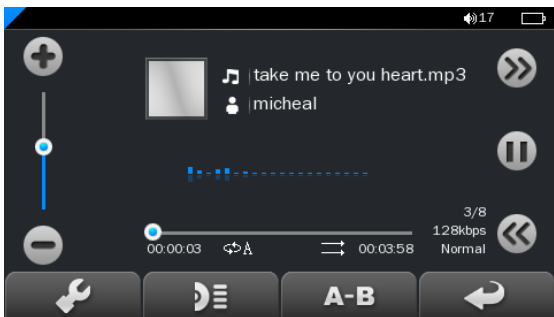 17
take me to you heart.mp3
micheal
3/8
128kbps
00:00:03 A 00:03:58 Normal
A-B